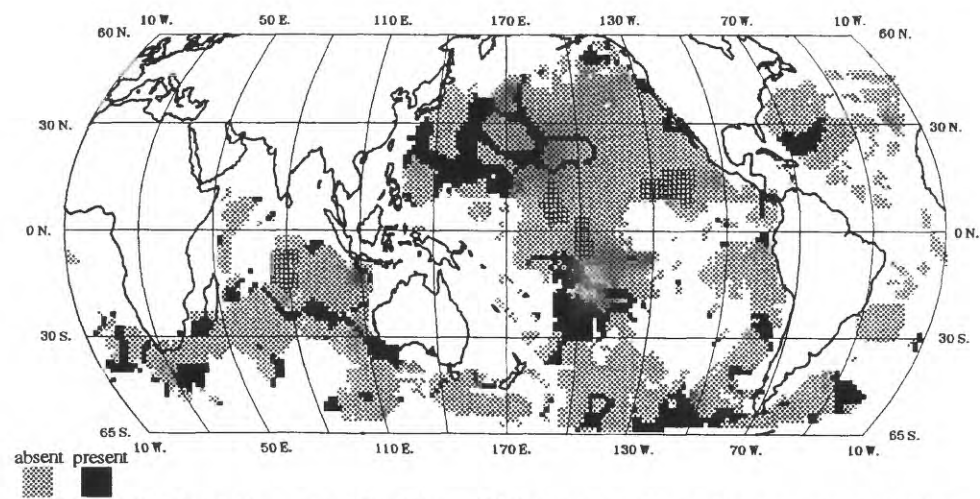 10 W. 50 E. 110 E. 170 E. 130 W. 70 W. 10 W.
60 N. 60 N.
30 N. 30 N.
0 N. 0 N.
30 S. 30 S.
65 S. 65 S.
10 W. 50 E. 110 E. 170 E. 130 W. 70 W. 10 W.
absent present